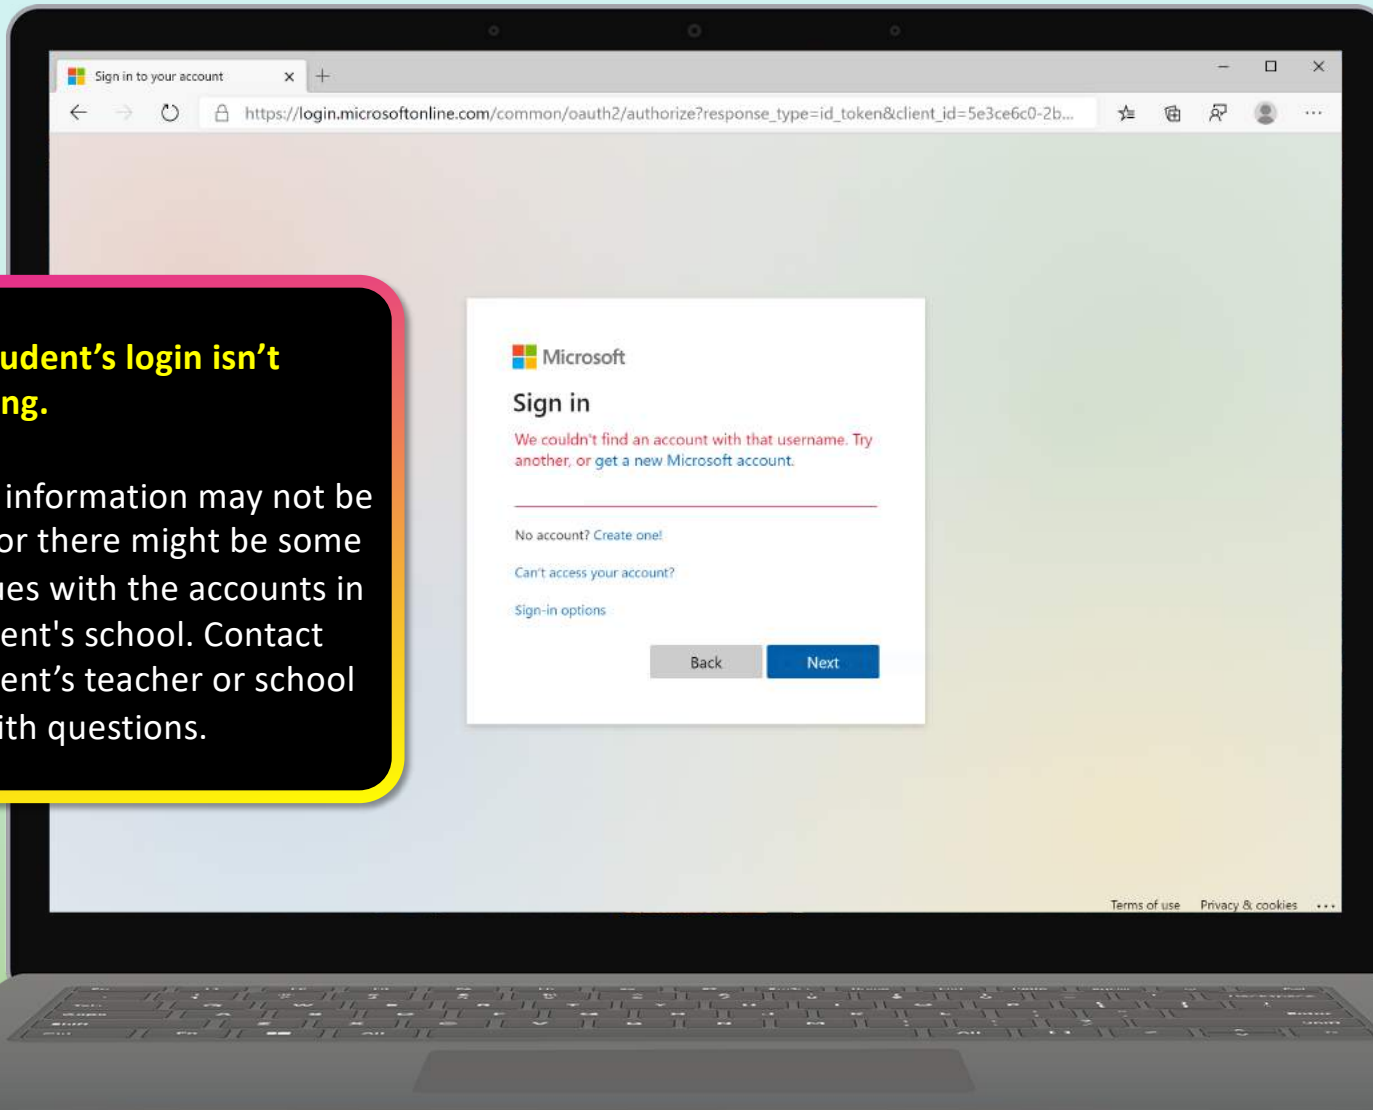 Sign in to your account
https://login.microsoftonline.com/common/oauth2/authorize?response_type=id_token&client_id=5e3ce6c0-2b...
udent’s login isn’t
ng.
information may not be
or there might be some
ues with the accounts in
ent's school. Contact
ent’s teacher or school
ith questions.
Microsoft
Sign in
We couldn't find an account with that username. Try
another, or get a new Microsoft account.
No account? Create one!
Can't access your account?
Sign-in options
Back Next
Terms of use Privacy & cookies ...